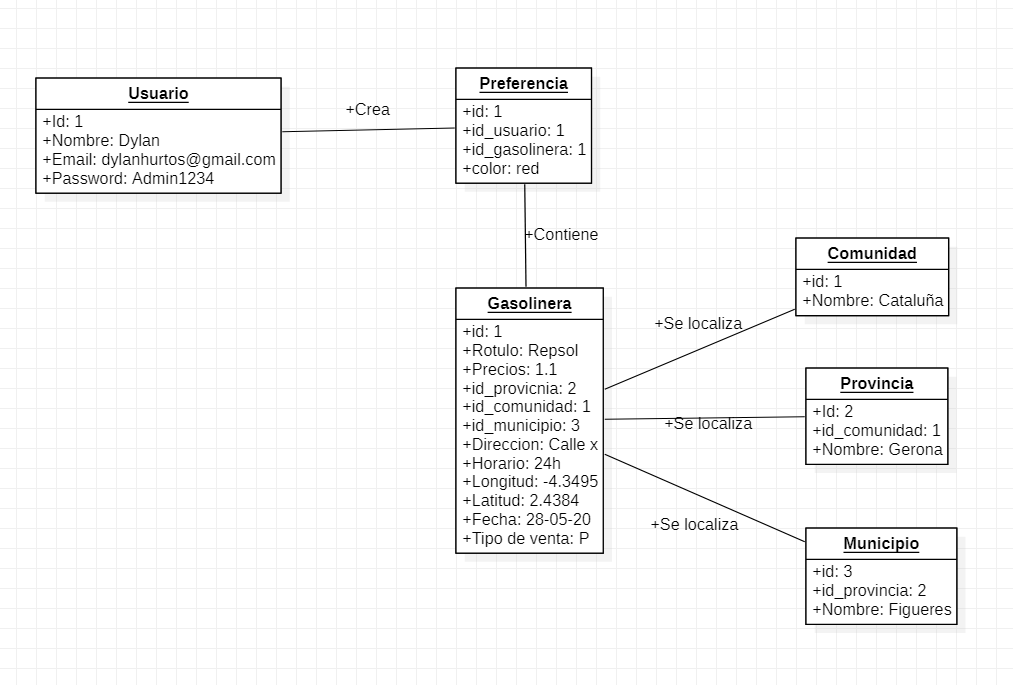 Usuario
+Id: 1
+Nombre: Dylan
+Email: dylanhurtos@gmail.com
+Password: Admin1234
+Crea
Preferencia
+id: 1
+id_usuario: 1
+id_gasolinera: 1
+color: red
+Contiene
Gasolinera
+id: 1
+Rotulo: Repsol
+Precios: 1.1
+id_provicnia: 2
+id_comunidad: 1
+id_municipio: 3
+Direccion: Calle x
+Horario: 24h
+Longitud: -4.3495
+Latitud: 2.4384
+Fecha: 28-05-20
+Tipo de venta: P
+Se localiza
Comunidad
+id: 1
+Nombre: Cataluña
+Se localiza
Provincia
+Id: 2
+id_comunidad: 1
+Nombre: Gerona
+Se localiza
Municipio
+id: 3
+id_provincia: 2
+Nombre: Figueres